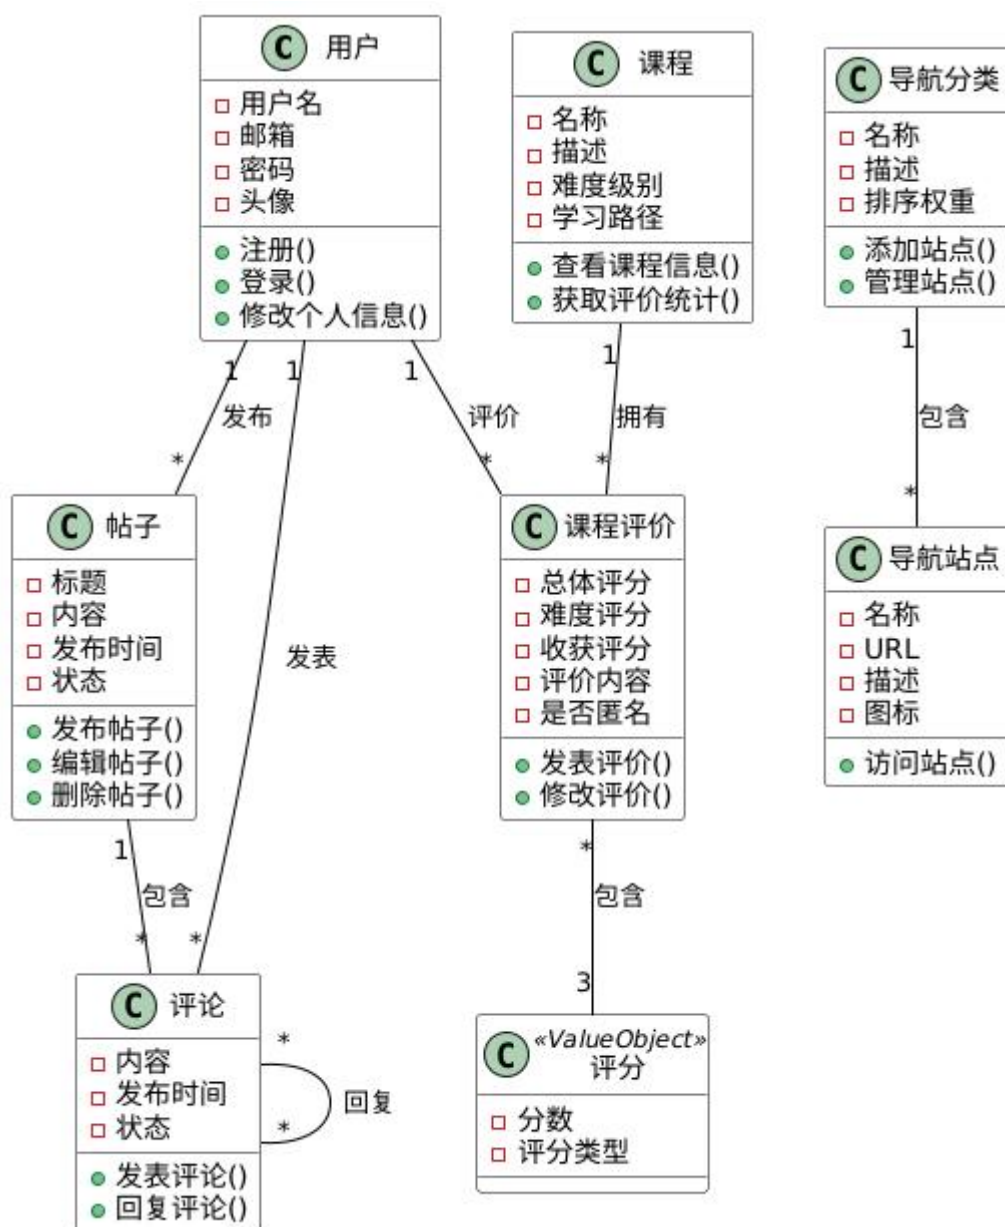 C 用户
用户名
邮箱
密码
头像
注册()
登录()
修改个人信息()
C 课程
名称
描述
难度级别
学习路径
查看课程信息()
获取评价统计()
C 导航分类
名称
描述
排序权重
添加站点()
管理站点()
1
发布
*
1
发表
*
1
评价
*
1
拥有
*
1
包含
*
C 帖子
标题
内容
发布时间
状态
发布帖子()
编辑帖子()
删除帖子()
C 课程评价
总体评分
难度评分
收获评分
评价内容
是否匿名
发表评价()
修改评价()
C 导航站点
名称
URL
描述
图标
访问站点()
1
包含
*
*
包含
3
C 评论
内容
发布时间
状态
发表评论()
回复评论()
*
回复
*
C «ValueObject»
评分
分数
评分类型